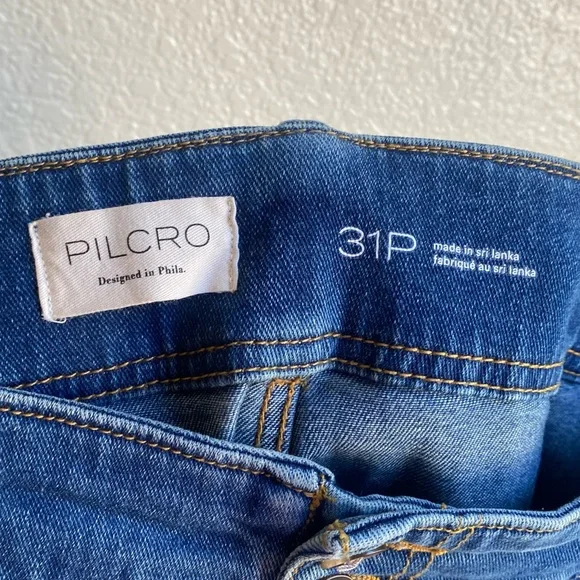 PILCRO
Designed in Phila.
31P
made in sri lanka
fabriqué au sri lanka